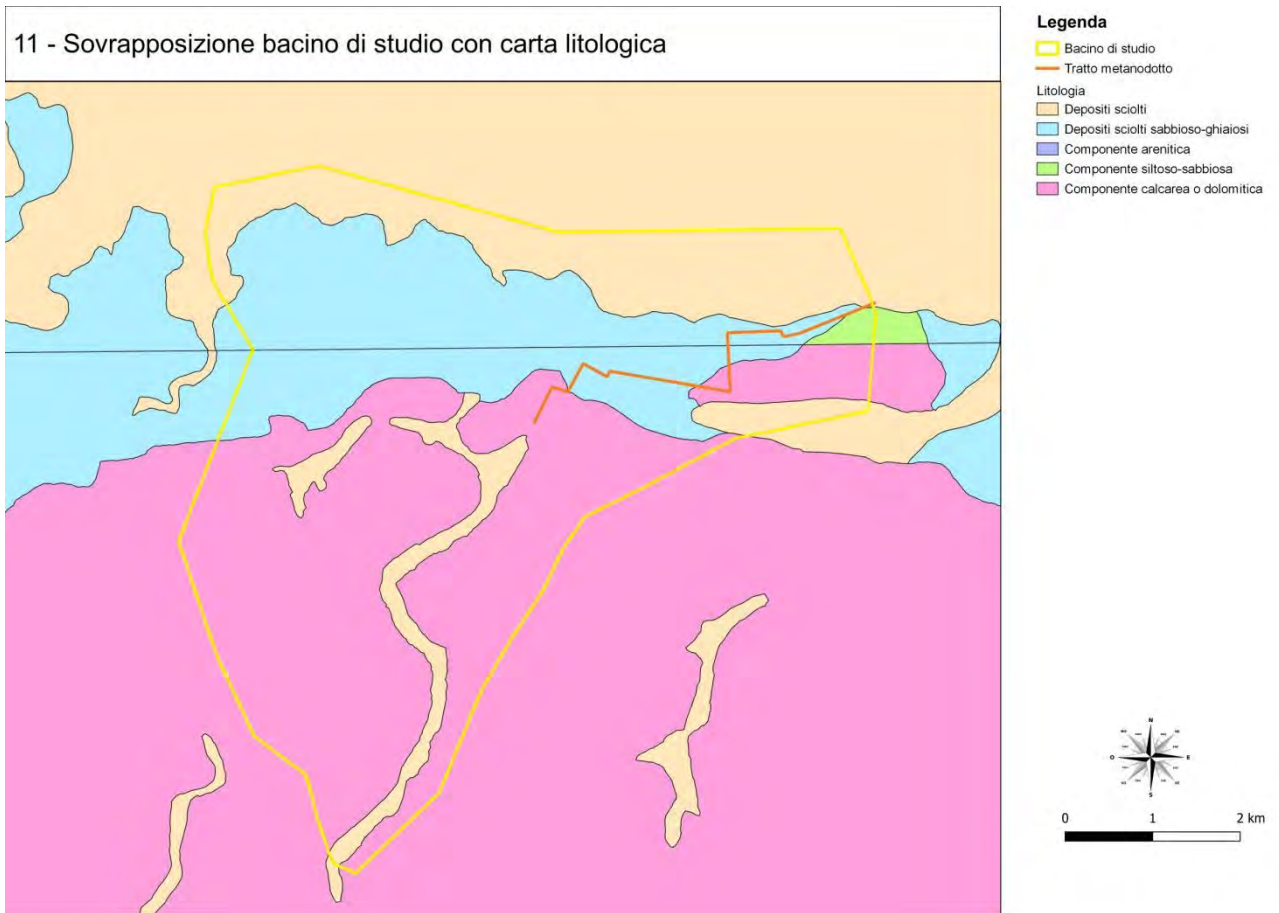 11 - Sovrapposizione bacino di studio con carta litologica
Legenda
Bacino di studio
Tratto metanodotto
Litologia
Depositi sciolti
Depositi sciolti sabbioso-ghiaiosi
Componente arenitica
Componente siltoso-sabbiosa
Componente calcarea o dolomitica
N
O
E
S
0 1 2 km